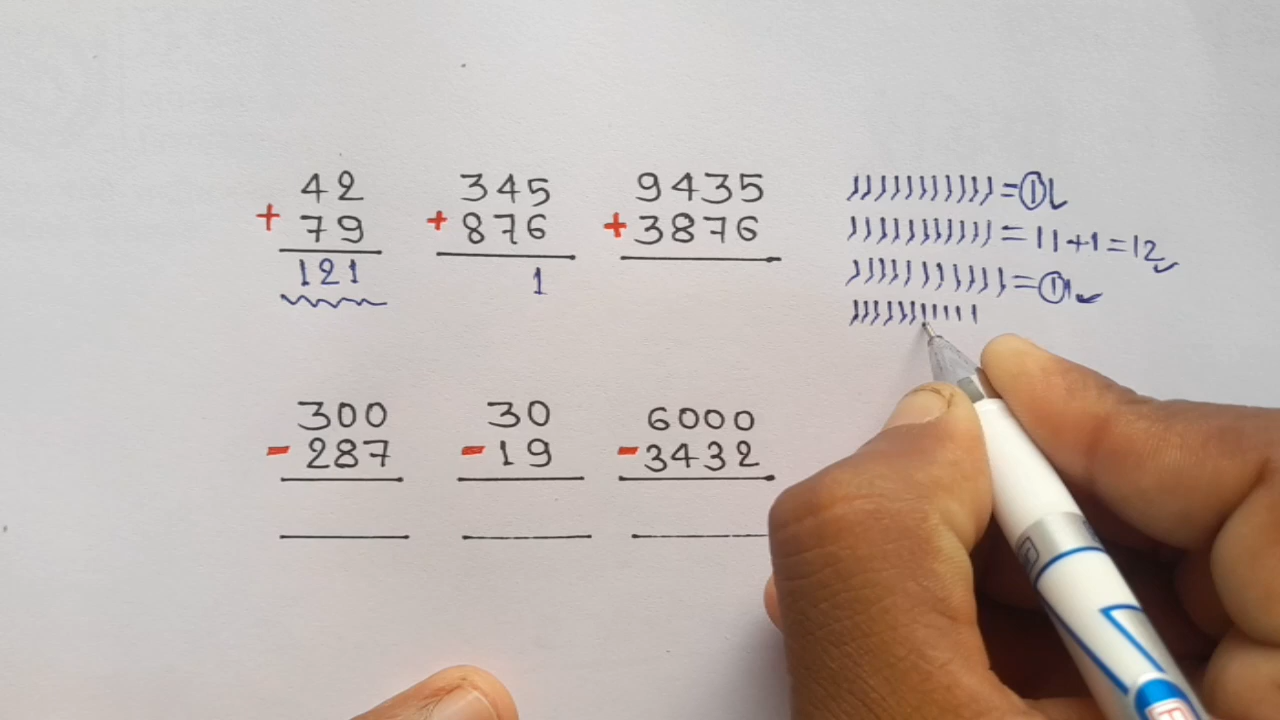 42 345 9435
+ 79 + 876 + 3876
121 1
= 11
= 11+1=12
= 11
300 30 6000
- 287 - 19 - 3432